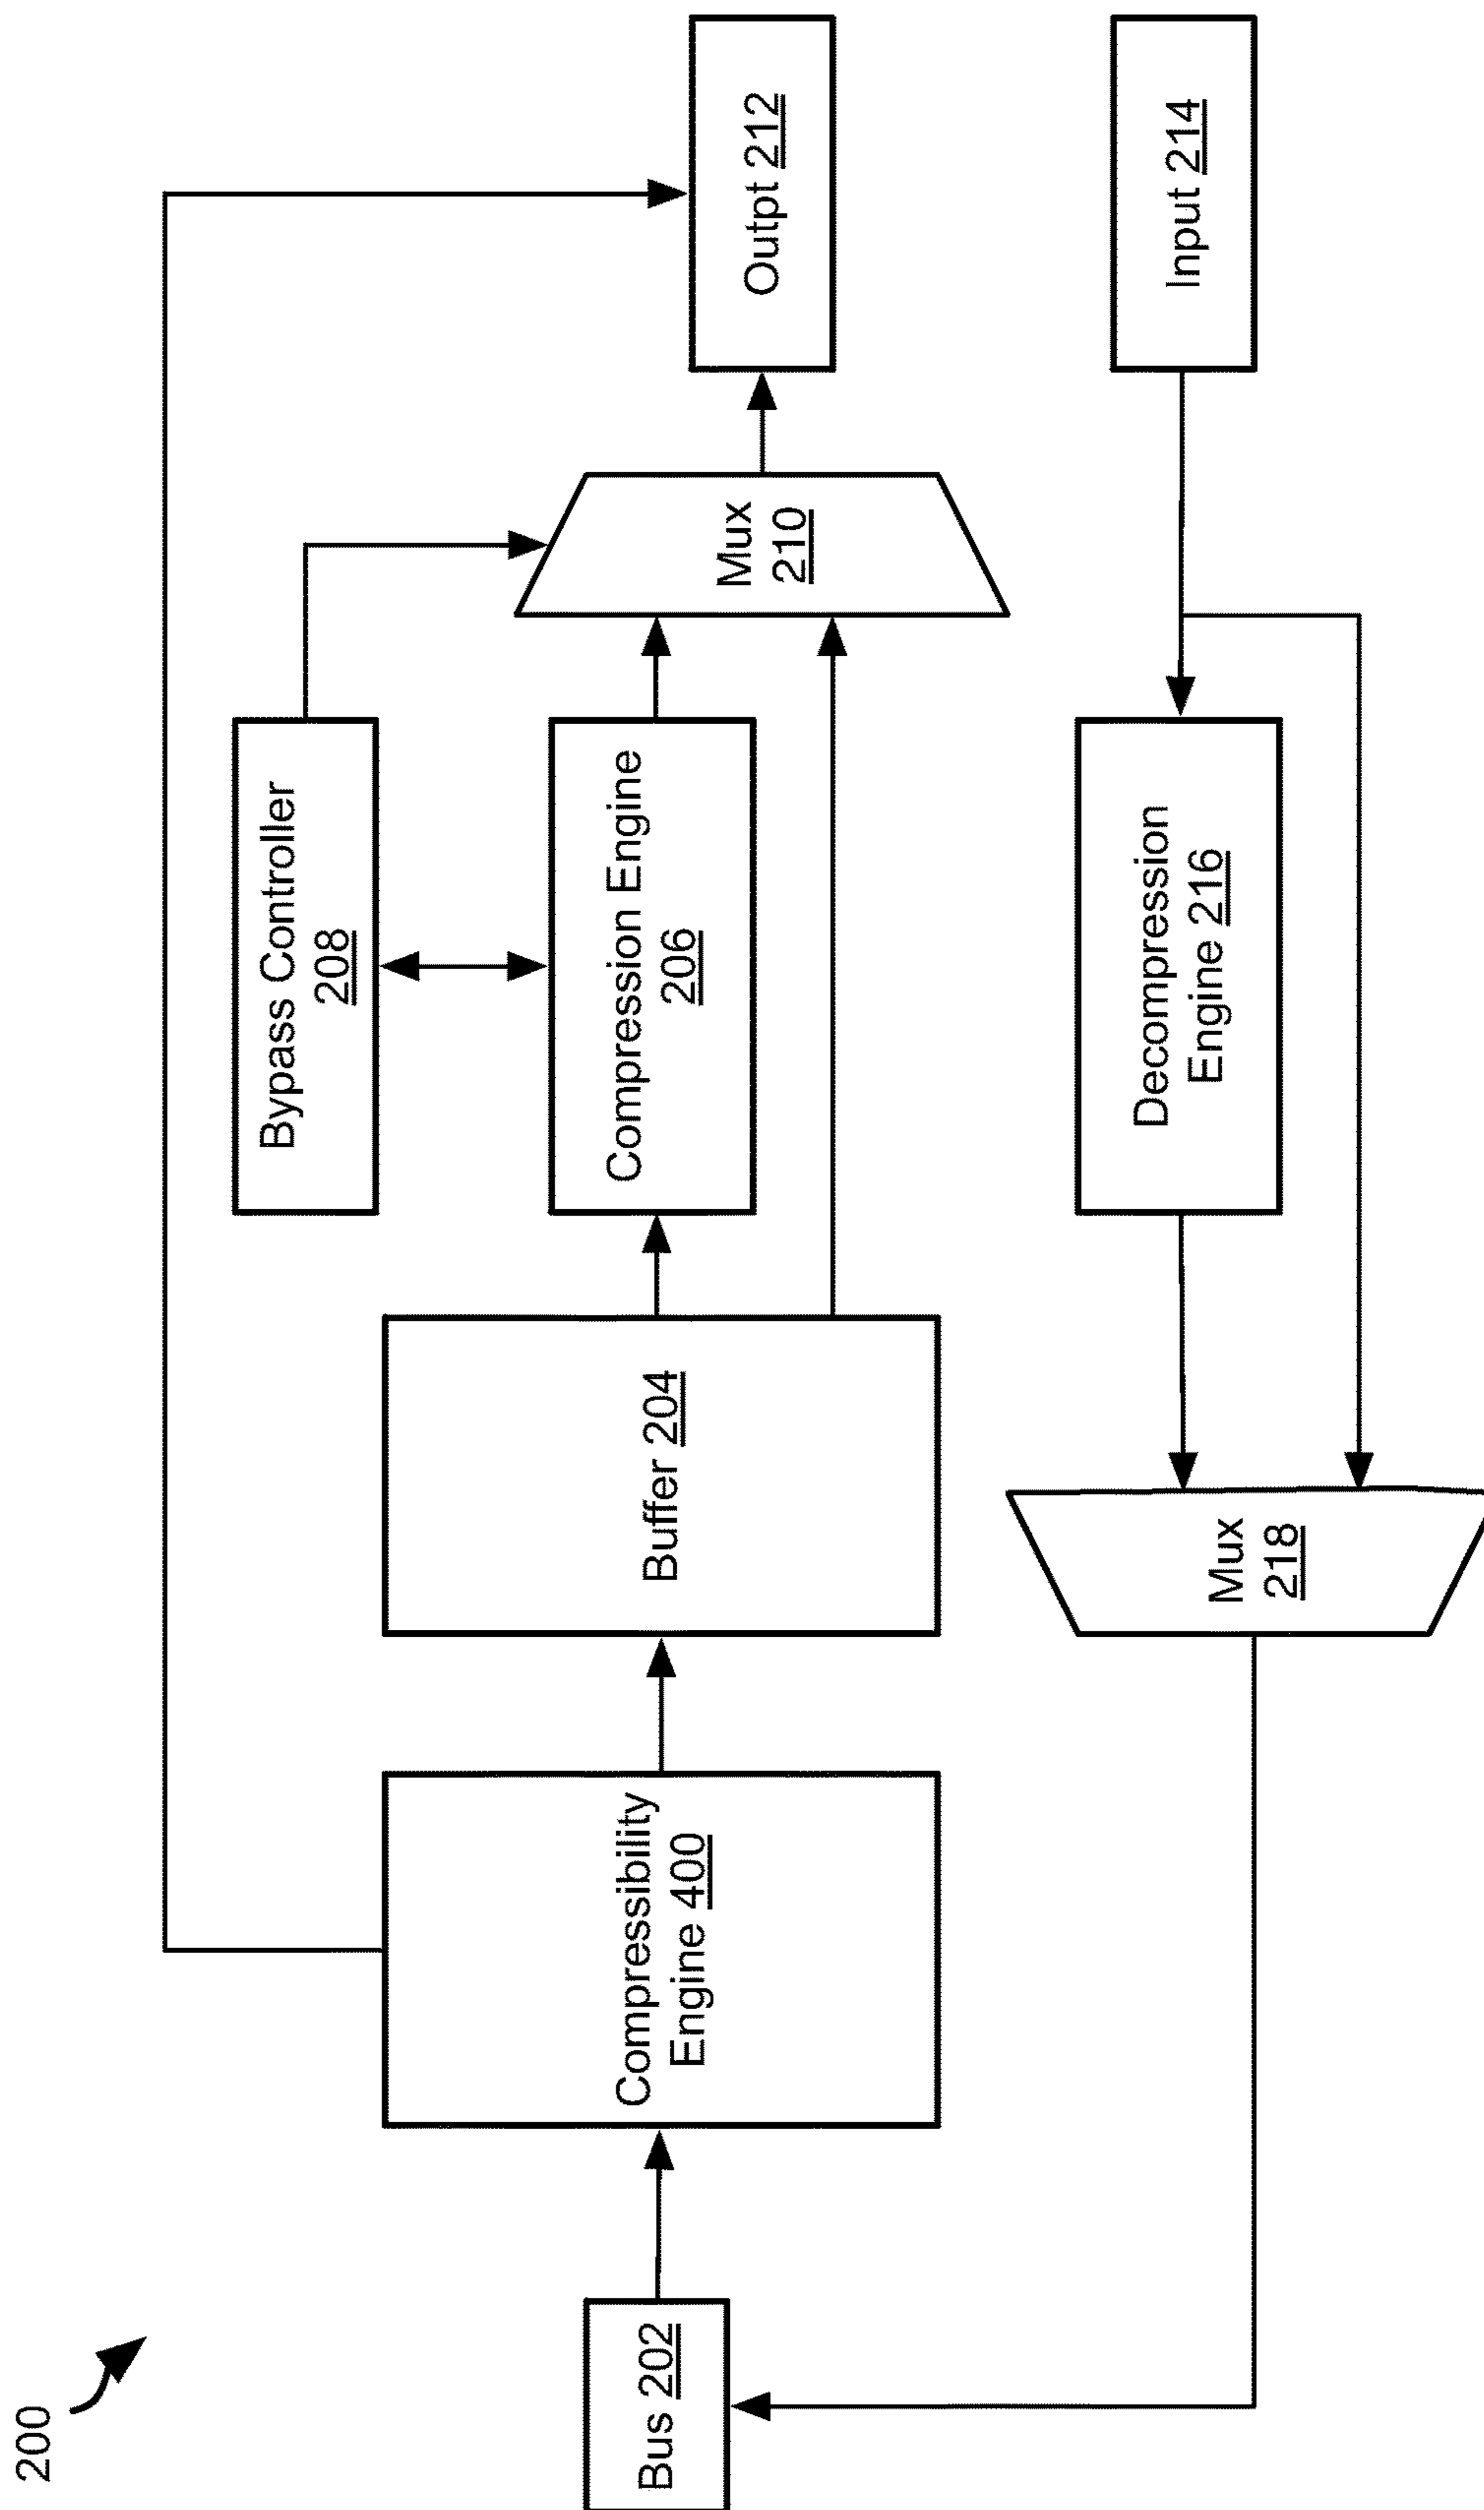 200
Bypass Controller
208
Compression Engine
206
Mux
210
Outpt 212
Bus 202
Compressibility
Engine 400
Buffer 204
Mux
218
Decompression
Engine 216
Input 214